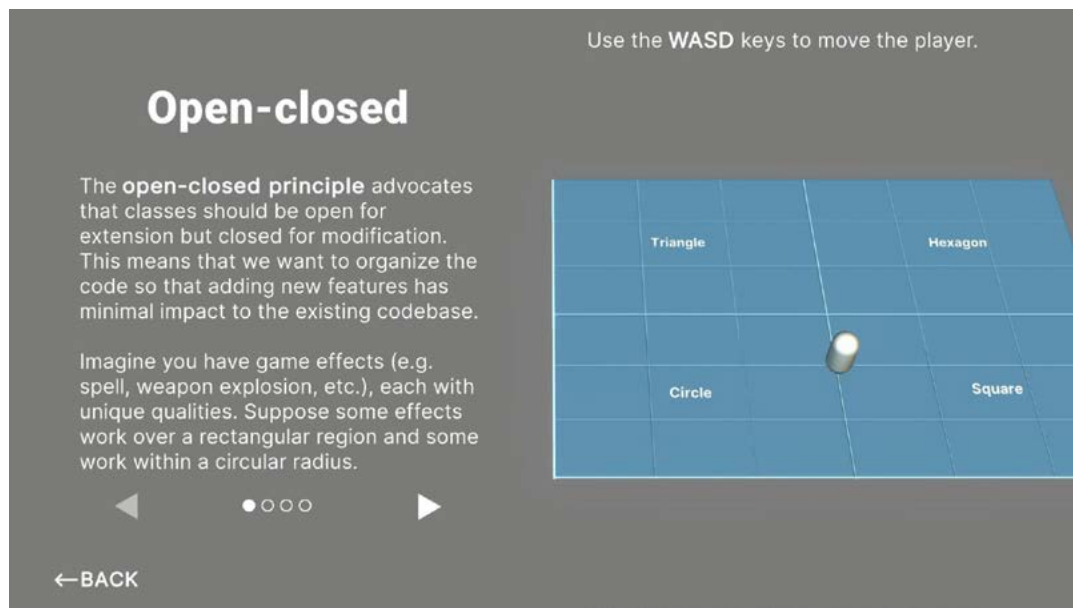 Use the WASD keys to move the player.
Open-closed
The open-closed principle advocates
that classes should be open for
extension but closed for modification.
This means that we want to organize the
code so that adding new features has
minimal impact to the existing codebase.
Imagine you have game effects (e.g.
spell, weapon explosion, etc.), each with
unique qualities. Suppose some effects
work over a rectangular region and some
work within a circular radius.
Triangle
Hexagon
Circle
Square
←BACK